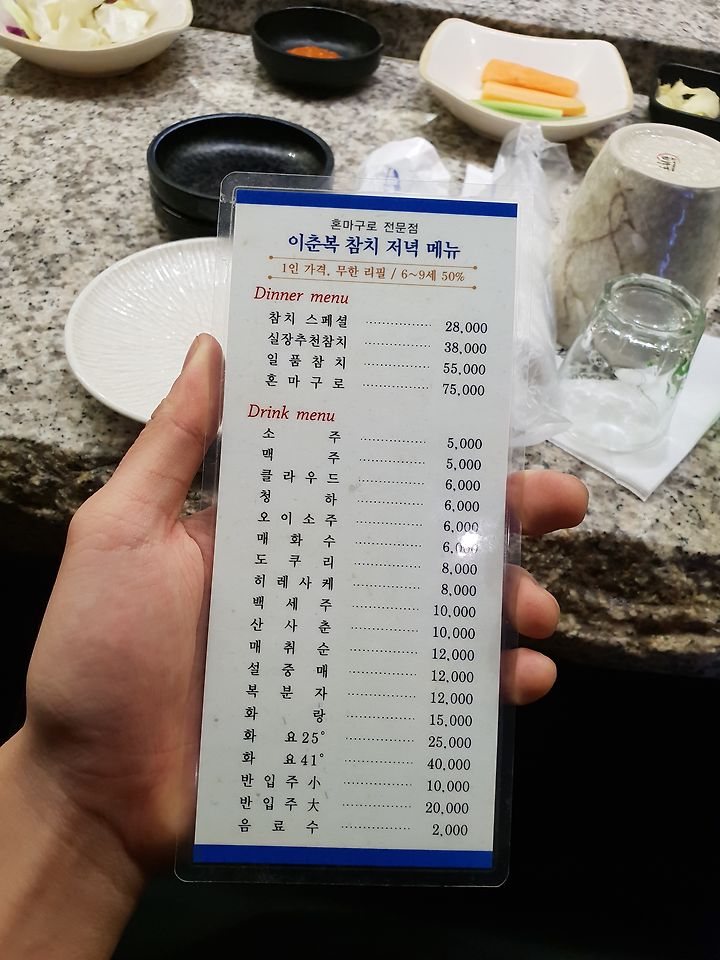 혼마구로 전문점
이춘복 참치 저녁 메뉴
1인 가격, 무한 리필 / 6~9세 50%
Dinner menu
참치 스페셜 28,000
실장추천참치 38,000
일품참치 55,000
혼마구로 75,000
Drink menu
소주 5,000
맥주 5,000
클라우드 6,000
청하 6,000
오이소주 6,000
매화수 6,000
도쿠리 8,000
히레사케 8,000
백세주 10,000
산사춘 10,000
매취순 12,000
설중매 12,000
복분자 12,000
화랑 15,000
화요25° 25,000
화요41° 40,000
반입주小 10,000
반입주大 20,000
음료수 2,000